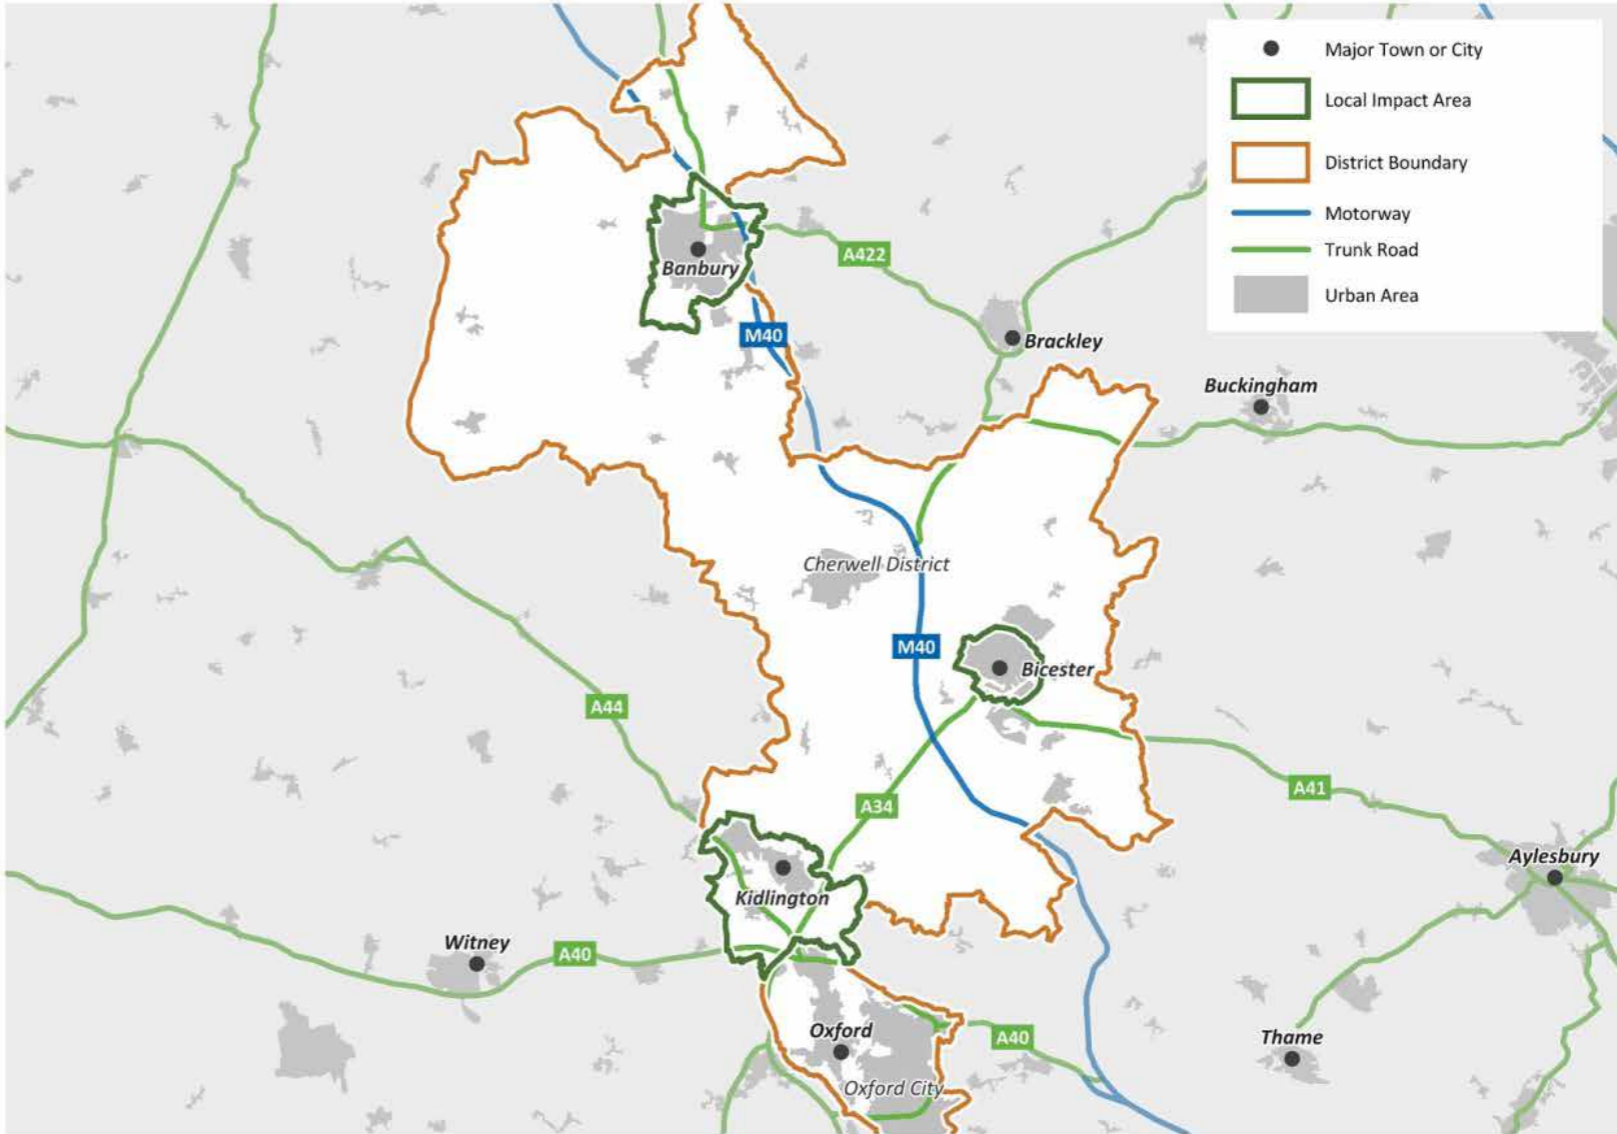 Major Town or City
Local Impact Area
District Boundary
Motorway
Trunk Road
Urban Area
A422
Banbury
M40
Brackley
Buckingham
Cherwell District
M40
Bicester
A44
A41
A34
Aylesbury
Kidlington
Witney
A40
Oxford
A40
Thame
Oxford City